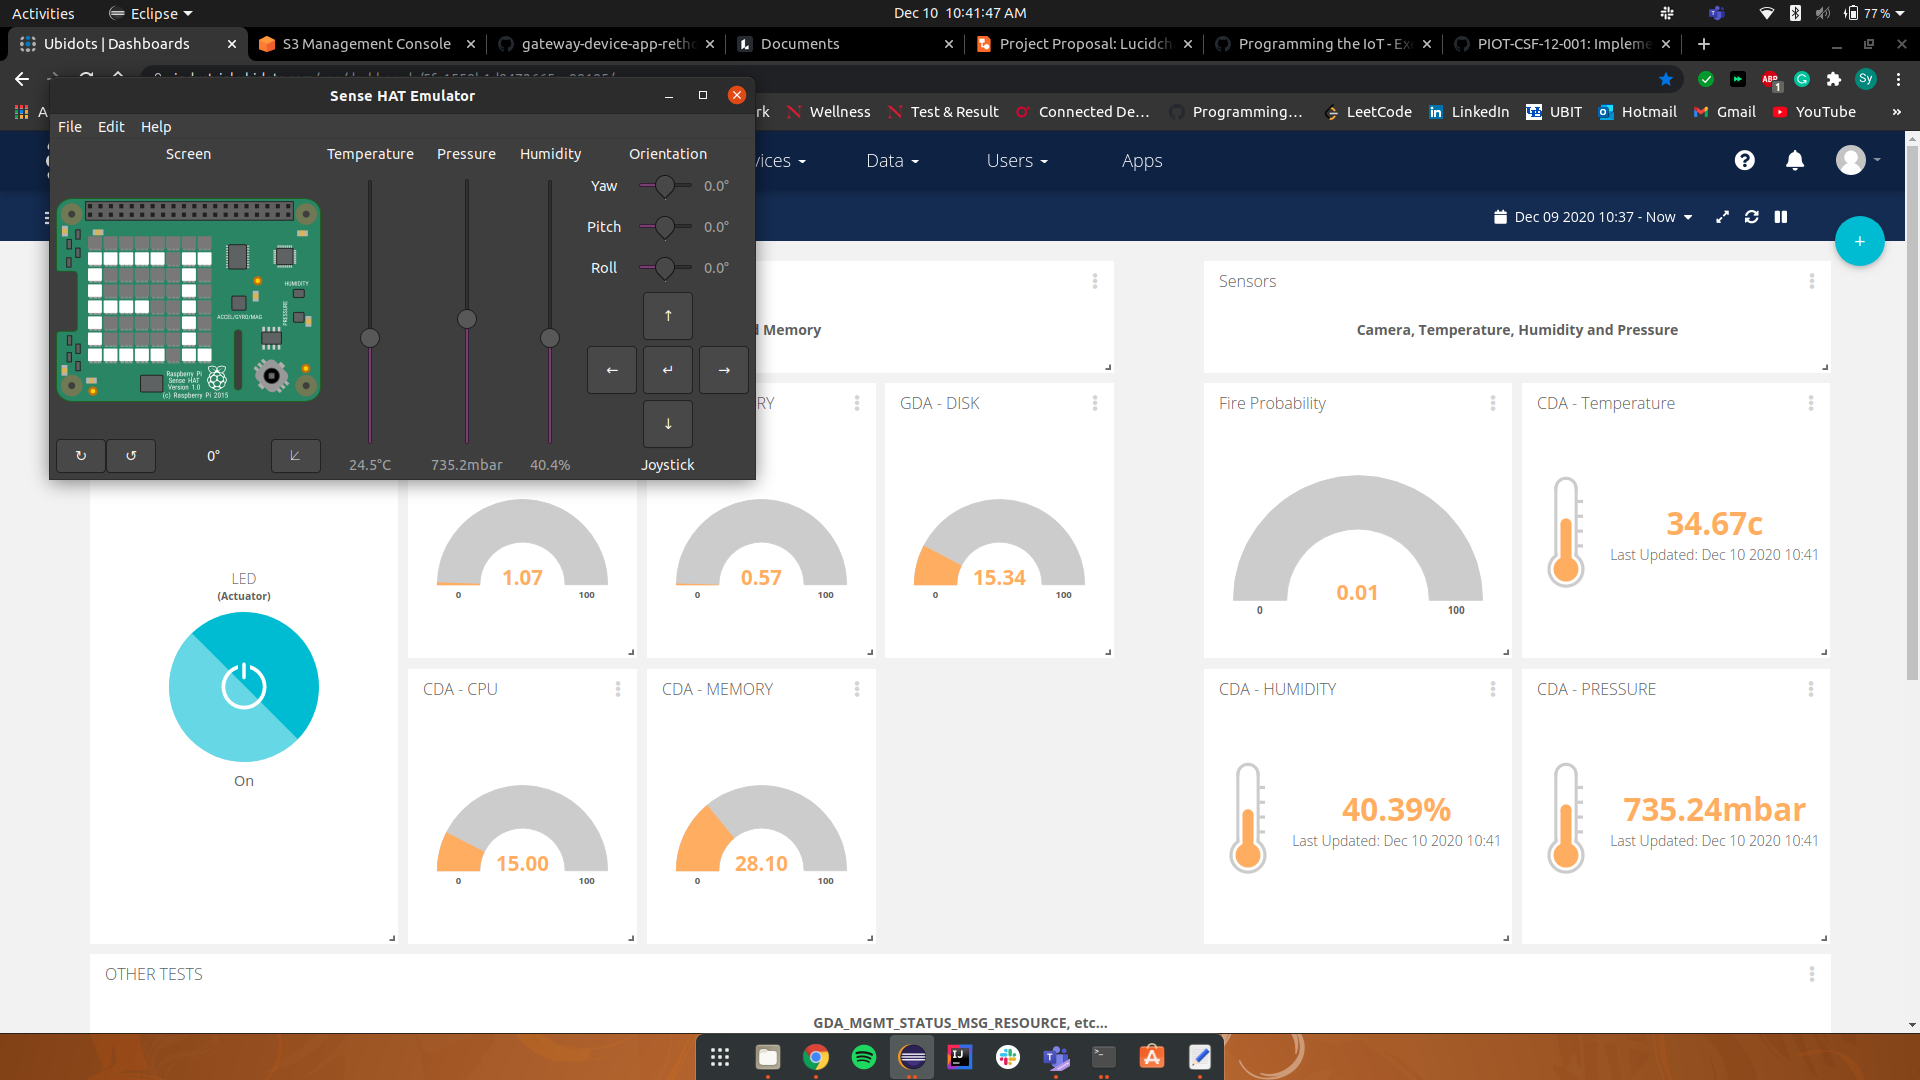 Activities
Eclipse
Dec 10 10:41:47 AM
77 %
Ubidots | Dashboards
S3 Management Console
gateway-device-app-retho
Documents
Project Proposal: Lucidch
Programming the IoT - Exe
PIOT-CSF-12-001: Impleme
ABP
1
Sy
A
Sense HAT Emulator
rk
Wellness
Test & Result
Connected De...
Programming...
LeetCode
LinkedIn
UBIT
Hotmail
Gmail
YouTube
»
File
Edit
Help
Screen
Temperature
Pressure
Humidity
Orientation
Yaw
0.0°
Pitch
0.0°
Roll
0.0°
HUMIDITY
PRESSURE
ACCEL/GYRO/MAG
Raspberry Pi
Sense HAT
Version 1.0
(c) Raspberry Pi 2015
0°
24.5°C
735.2mbar
40.4%
Joystick
vices
Data
Users
Apps
Dec 09 2020 10:37 - Now
+
d Memory
Sensors
Camera, Temperature, Humidity and Pressure
RY
GDA - DISK
Fire Probability
CDA - Temperature
1.07
0
100
0.57
0
100
15.34
0
100
0.01
0
100
34.67c
Last Updated: Dec 10 2020 10:41
LED
(Actuator)
On
CDA - CPU
15.00
0
100
CDA - MEMORY
28.10
0
100
CDA - HUMIDITY
40.39%
Last Updated: Dec 10 2020 10:41
CDA - PRESSURE
735.24mbar
Last Updated: Dec 10 2020 10:41
OTHER TESTS
GDA_MGMT_STATUS_MSG_RESOURCE, etc...
IJ